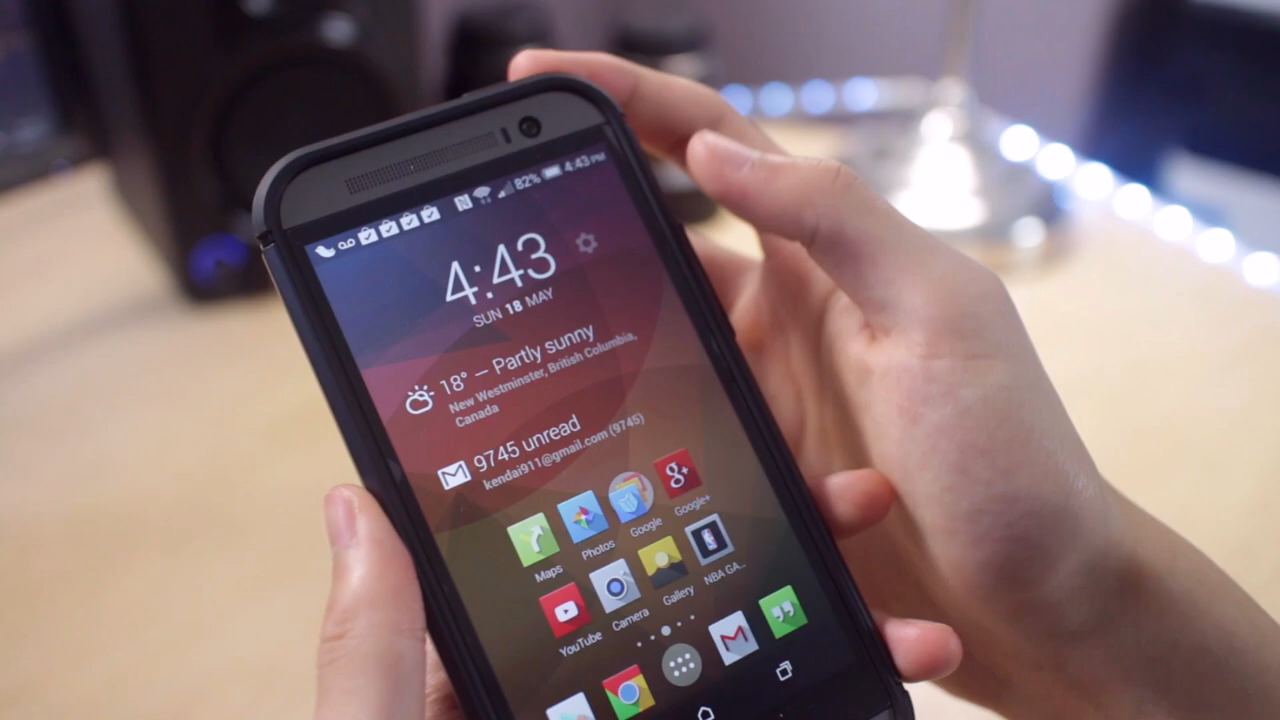 82% 4:43 PM
4:43
SUN 18 MAY
18° – Partly sunny
New Westminster, British Columbia,
Canada
9745 unread
kendai911@gmail.com (9745)
Maps Photos Google Google+
YouTube Camera Gallery NBA GA...